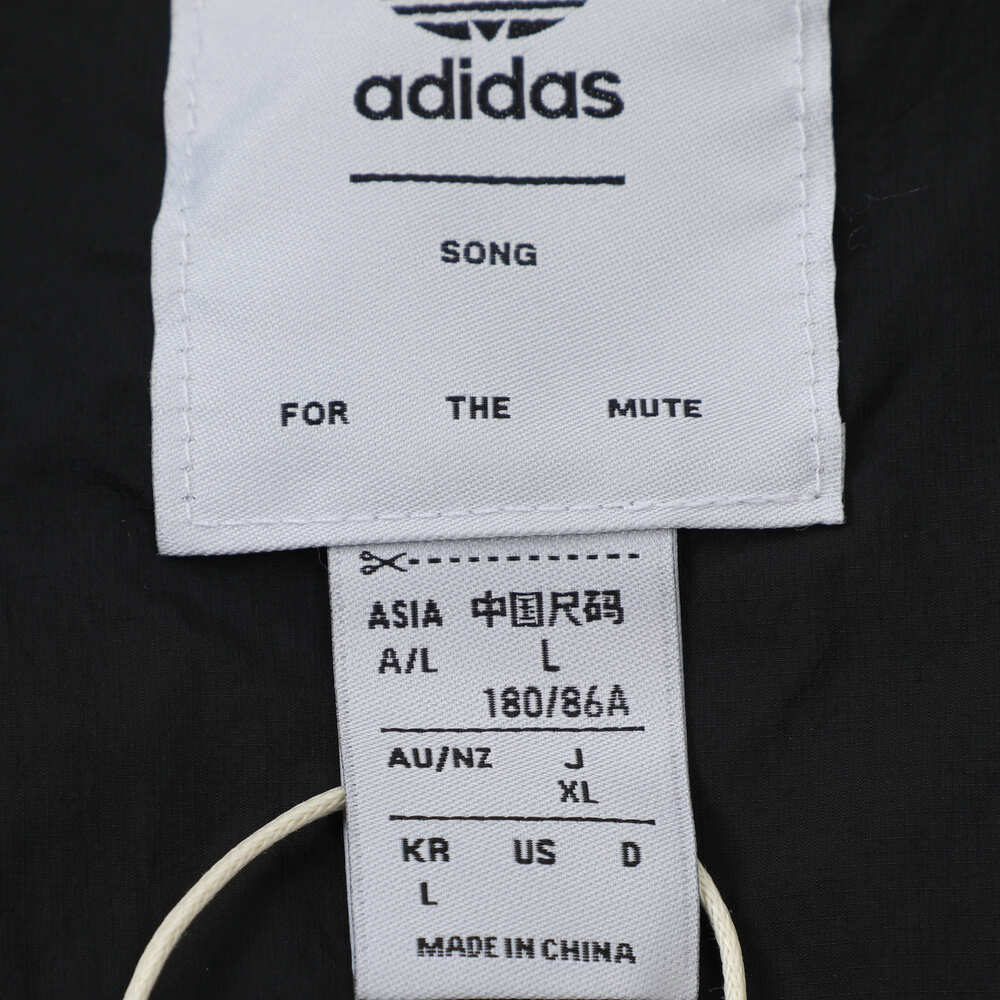 adidas
SONG
FOR THE MUTE
ASIA 中国尺码
A/L L
180/86A
AU/NZ J
XL
KR US D
L
MADE IN CHINA